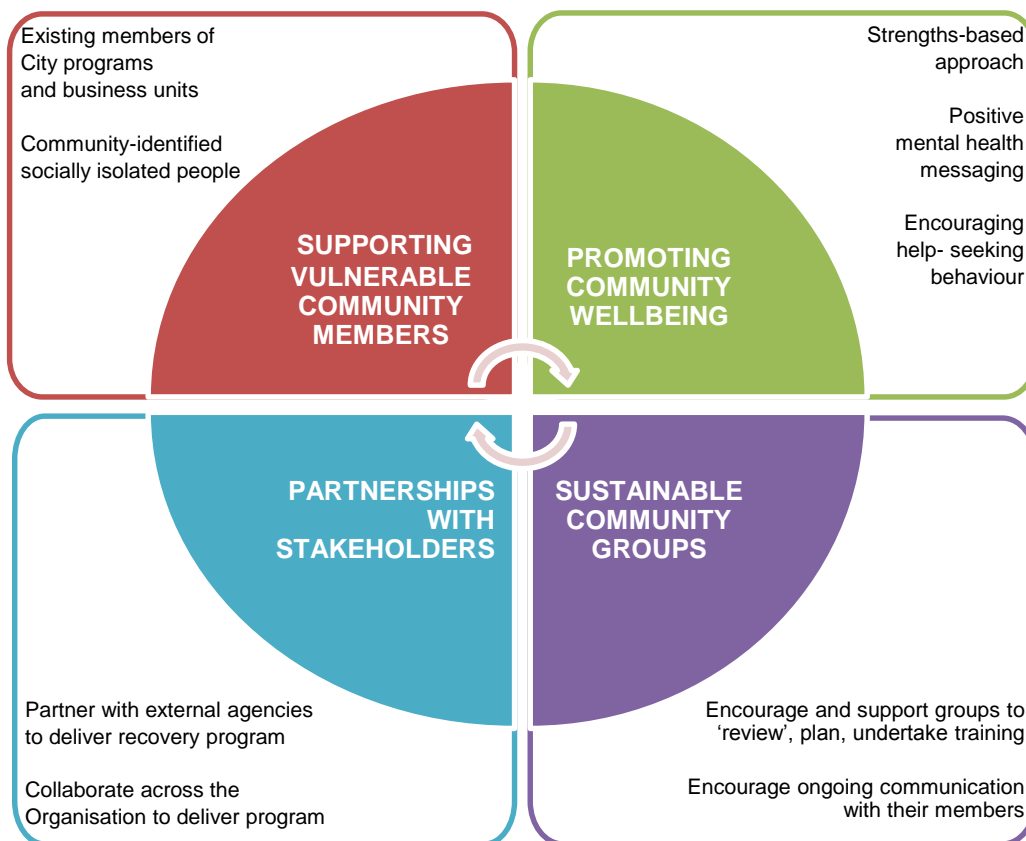 Existing members of
City programs
and business units
Community-identified
socially isolated people
SUPPORTING
VULNERABLE
COMMUNITY
MEMBERS
Strengths-based
approach
Positive
mental health
messaging
Encouraging
help- seeking
behaviour
PROMOTING
COMMUNITY
WELLBEING
PARTNERSHIPS
WITH
STAKEHOLDERS
Partner with external agencies
to deliver recovery program
Collaborate across the
Organisation to deliver program
SUSTAINABLE
COMMUNITY
GROUPS
Encourage and support groups to
‘review’, plan, undertake training
Encourage ongoing communication
with their members